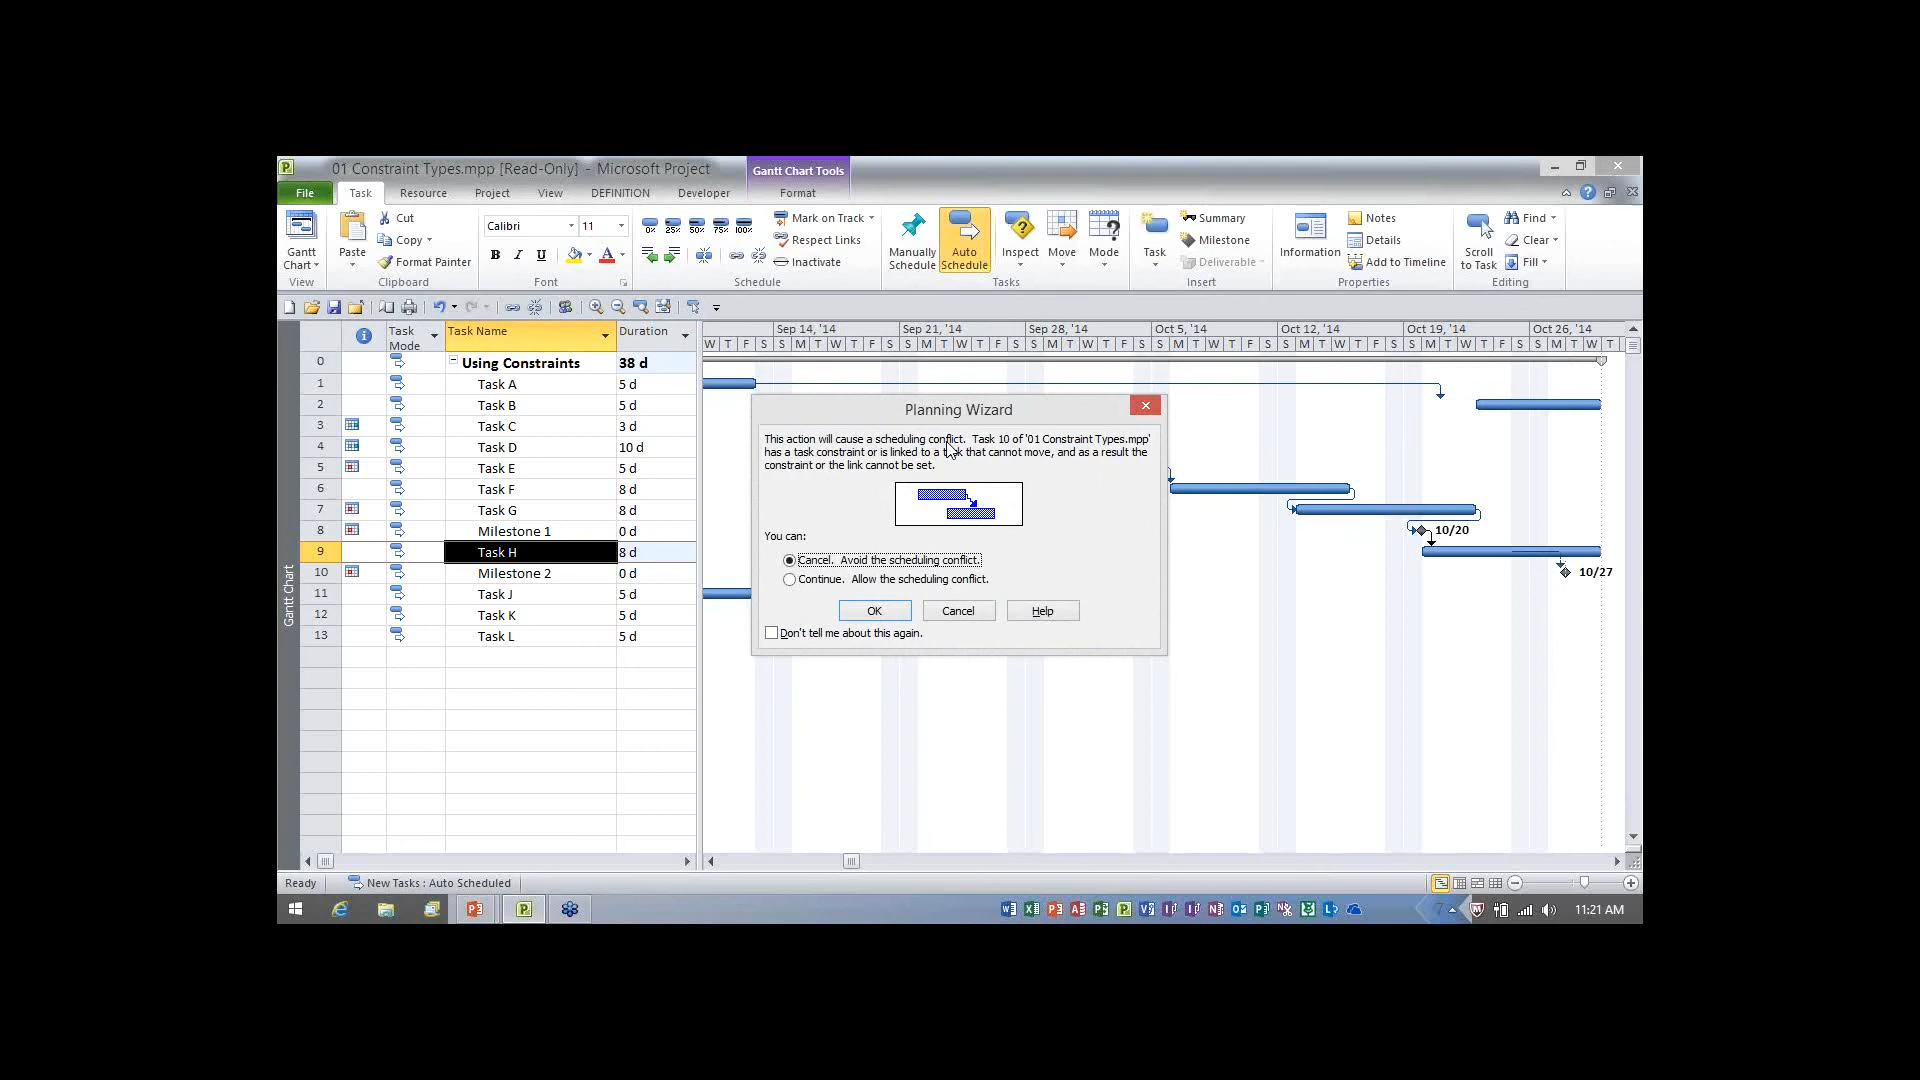 01 Constraint Types.mpp [Read-Only] - Microsoft Project
Gantt Chart Tools
File Task Resource Project View DEFINITION Developer Format
Cut
Copy
Format Painter
Paste
Gantt Chart
View
Clipboard
Calibri 11
B I U A
Font
0% 25% 50% 75% 100%
Mark on Track
Respect Links
Inactivate
Schedule
Manually Schedule
Auto Schedule
Inspect
Move
Mode
Tasks
Task
Summary
Milestone
Deliverable
Insert
Information
Notes
Details
Add to Timeline
Properties
Scroll to Task
Find
Clear
Fill
Editing
Task Mode Task Name Duration
Sep 14, '14 Sep 21, '14 Sep 28, '14 Oct 5, '14 Oct 12, '14 Oct 19, '14 Oct 26, '14
W T F S S M T W T F S S M T W T F S S M T W T F S S M T W T F S S M T W T F S S M T W T F S S M T W T
0 Using Constraints 38 d
1 Task A 5 d
2 Task B 5 d
3 Task C 3 d
4 Task D 10 d
5 Task E 5 d
6 Task F 8 d
7 Task G 8 d
8 Milestone 1 0 d
9 Task H 8 d
10 Milestone 2 0 d
11 Task J 5 d
12 Task K 5 d
13 Task L 5 d
10/20
10/27
Gantt Chart
Planning Wizard
This action will cause a scheduling conflict. Task 10 of '01 Constraint Types.mpp'
has a task constraint or is linked to a task that cannot move, and as a result the
constraint or the link cannot be set.
You can:
Cancel. Avoid the scheduling conflict.
Continue. Allow the scheduling conflict.
OK Cancel Help
Don't tell me about this again.
Ready New Tasks : Auto Scheduled
11:21 AM